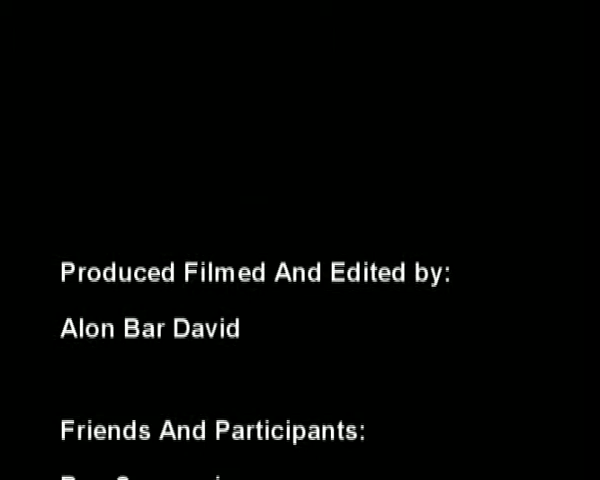 Produced Filmed And Edited by:
Alon Bar David
Friends And Participants: